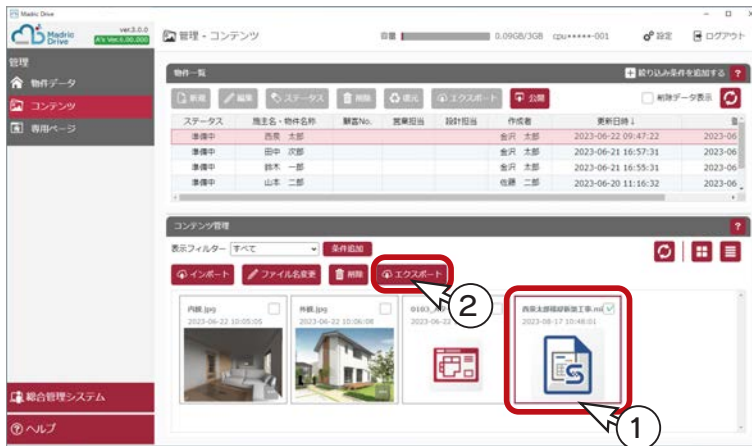 Madric Drive
Madric Drive ver.3.0.0
A's Ver.6.00.000
管理 - コンテンツ
容量 0.09GB/3GB cpu*****-001 設定 ログアウト
管理
物件データ
コンテンツ
専用ページ
総合管理システム
ヘルプ
物件一覧 絞り込み条件を追加する ?
新規 編集 ステータス 削除 復元 エクスポート 公開 削除データ表示
ステータス 施主名・物件名称 顧客No. 営業担当 設計担当 作成者 更新日時↓
準備中 西泉 太郎 金沢 太郎 2023-06-22 09:47:22 2023-06
準備中 田中 次郎 金沢 太郎 2023-06-21 16:57:31 2023-06
準備中 鈴木 一郎 金沢 太郎 2023-06-21 16:55:31 2023-06
準備中 山本 二郎 佐藤 二郎 2023-06-20 11:16:32 2023-06
コンテンツ管理 ?
表示フィルター すべて 条件追加
インポート ファイル名変更 削除 エクスポート
内観.jpg
2023-06-22 10:05:05
外観.jpg
2023-06-22 10:06:08
0103_
2023-06-22
2023-08-17 10:48:01
②
①